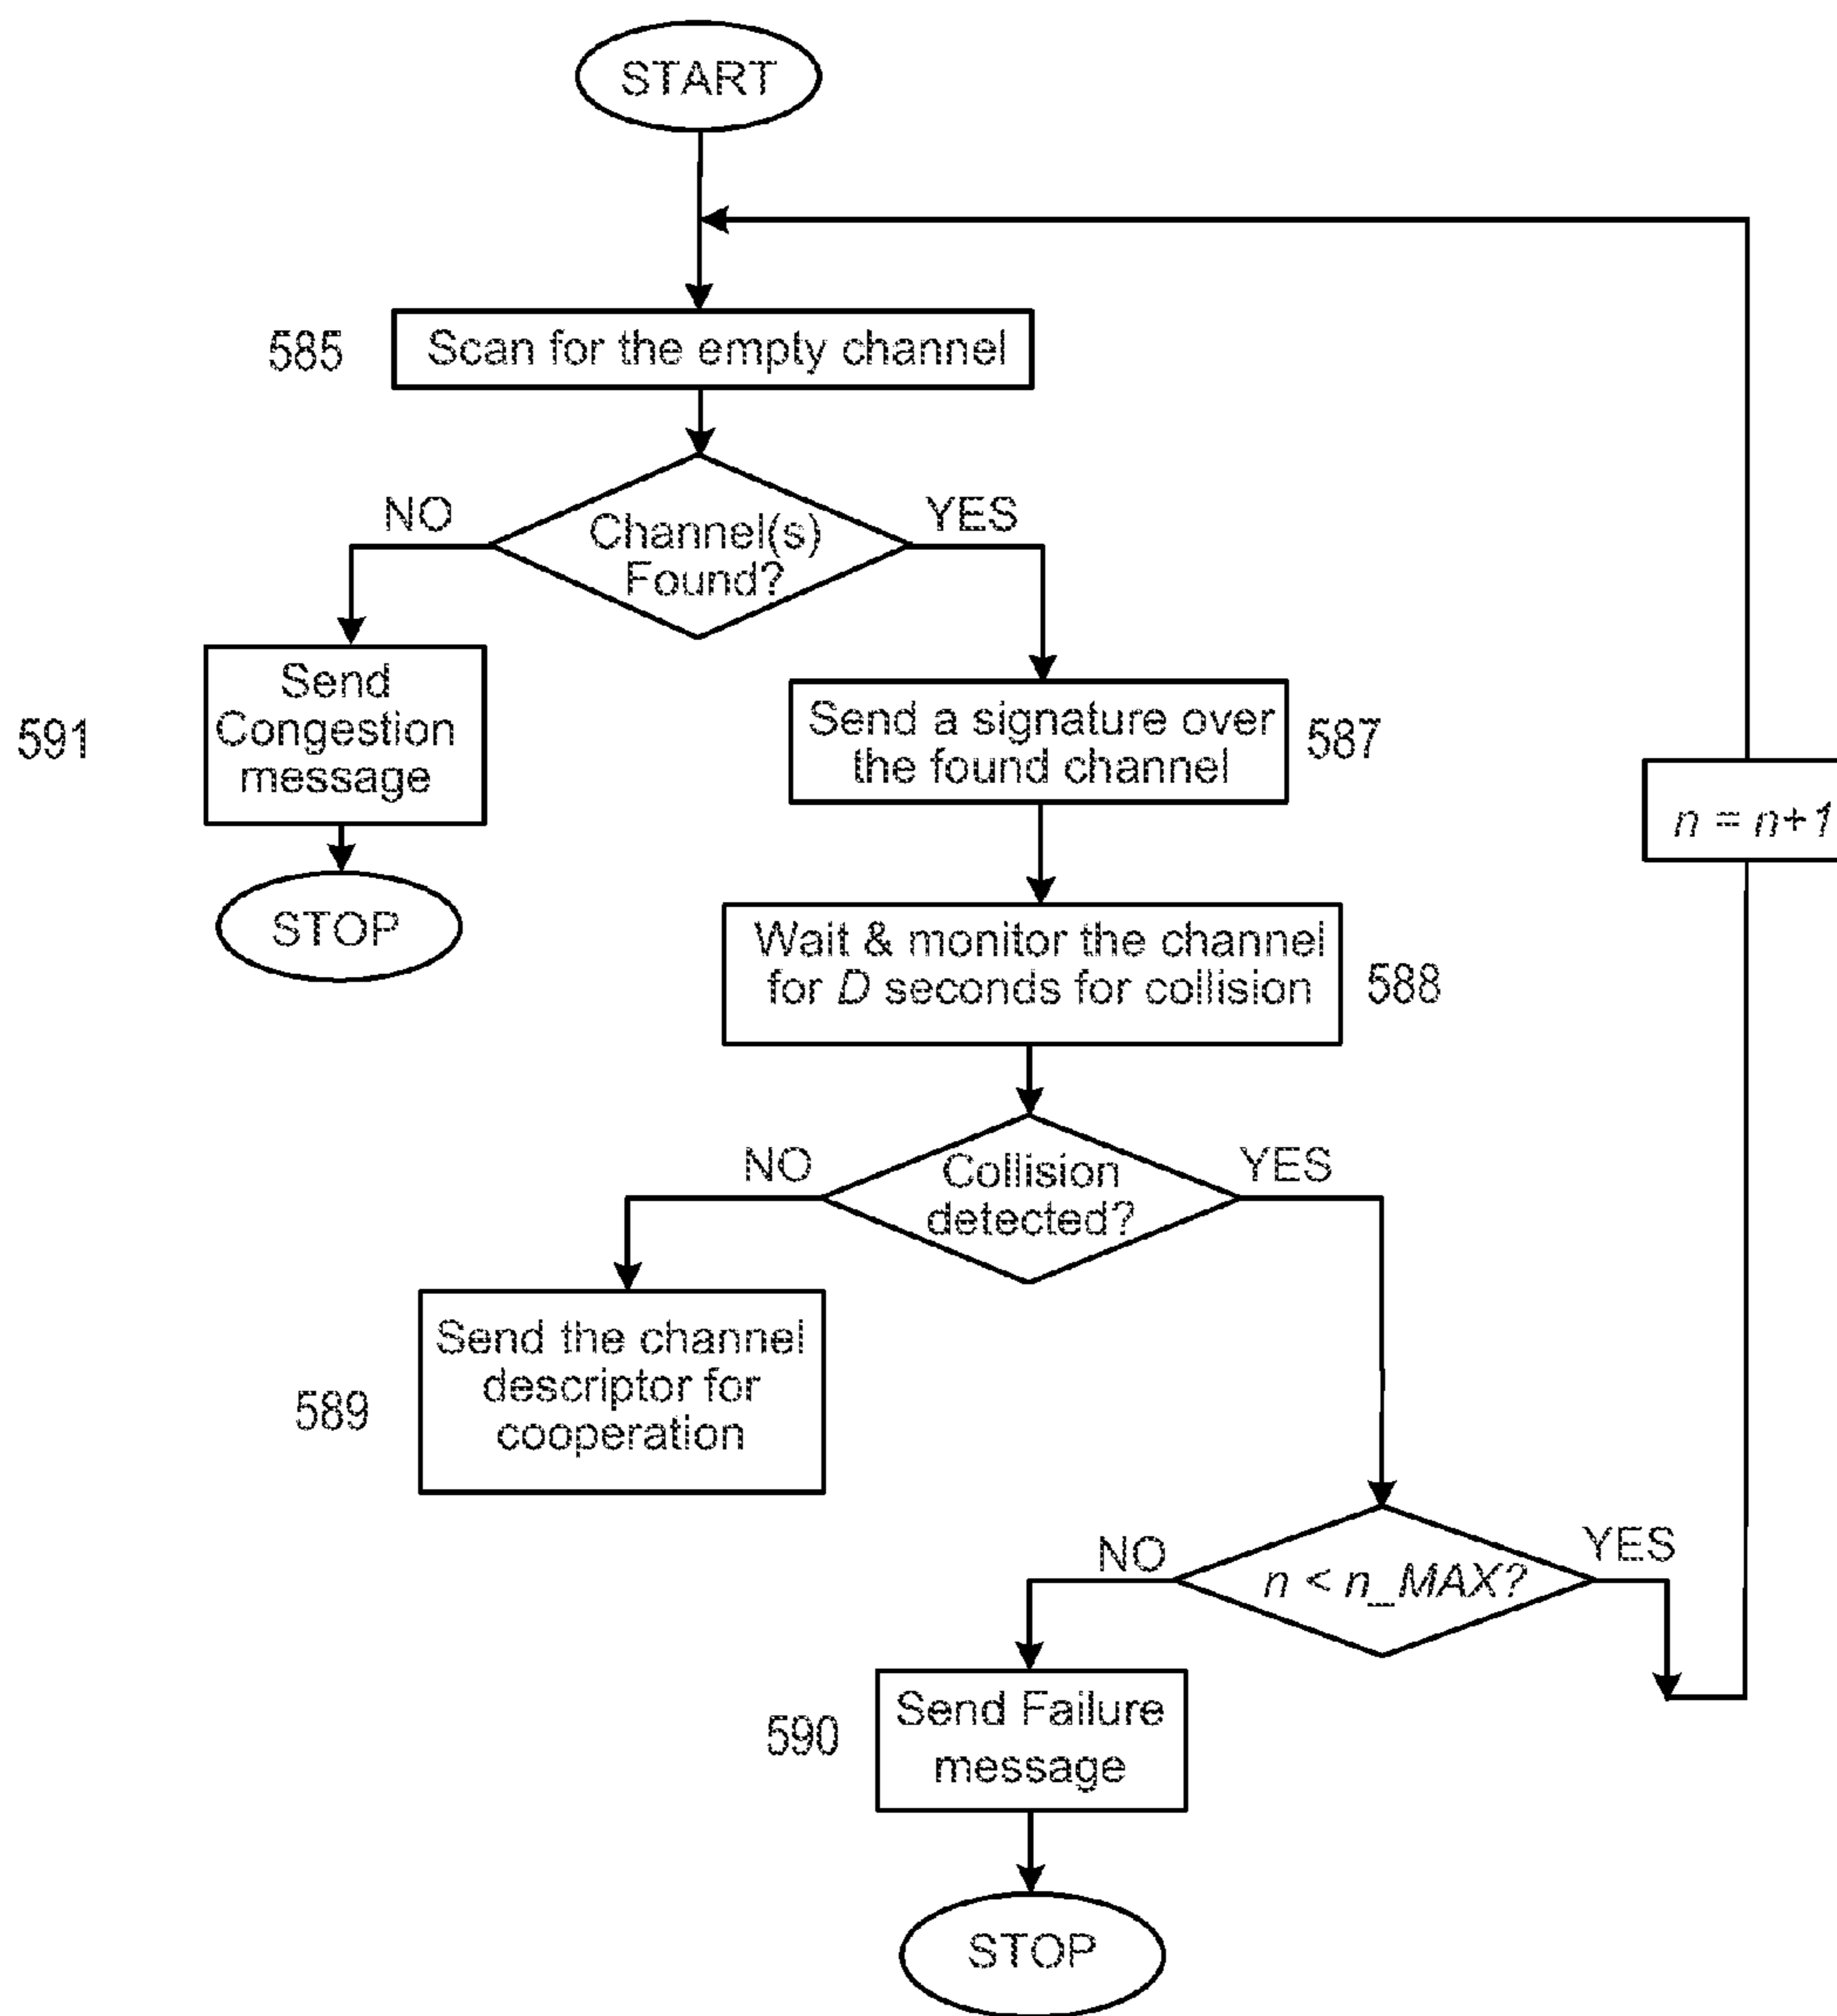 START
585
Scan for the empty channel
NO
YES
Channel(s)
Found?
591
Send
Congestion
message
STOP
Send a signature over
the found channel
587
n = n+1
Wait & monitor the channel
for D seconds for collision
588
NO
YES
Collision
detected?
589
Send the channel
descriptor for
cooperation
NO
YES
n < n_MAX?
590
Send Failure
message
STOP